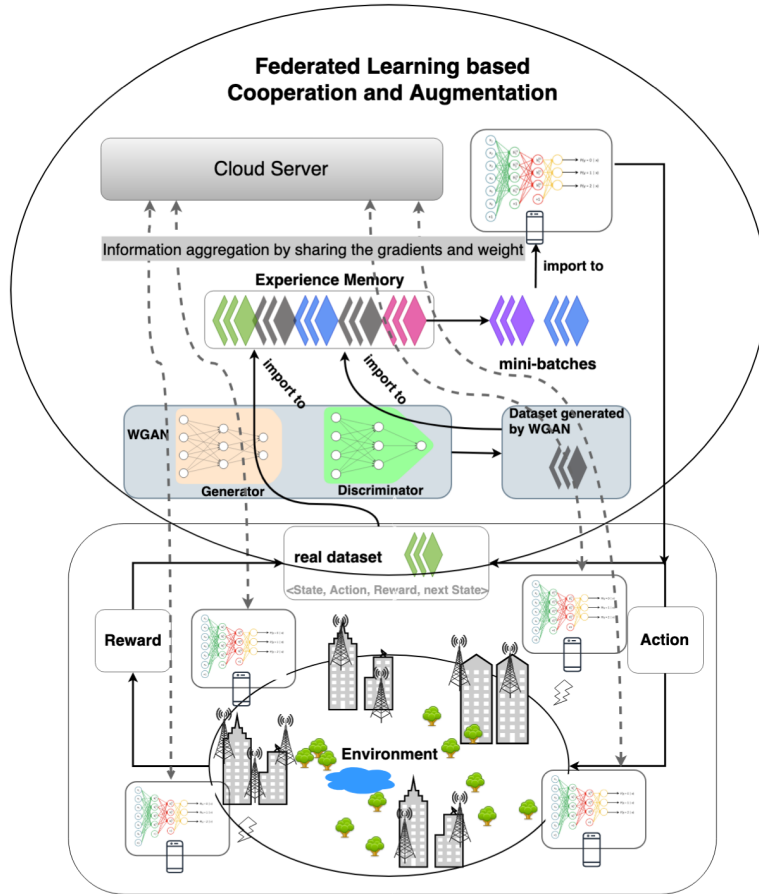 Federated Learning based
Cooperation and Augmentation
Cloud Server
Information aggregation by sharing the gradients and weight
import to
Experience Memory
mini-batches
import to
import to
WGAN
Generator
Discriminator
Dataset generated
by WGAN
real dataset
<State, Action, Reward, next State>
Reward
Action
Environment